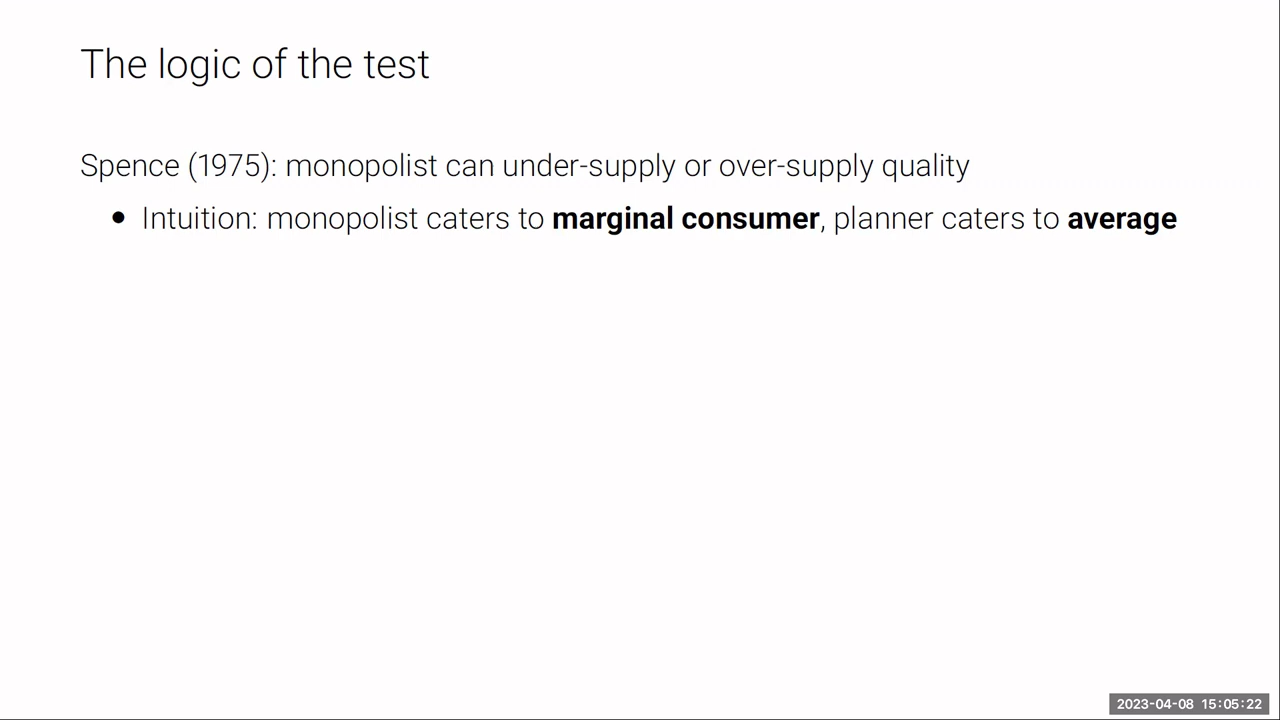 The logic of the test
Spence (1975): monopolist can under-supply or over-supply quality
• Intuition: monopolist caters to marginal consumer, planner caters to average
2023-04-08 15:05:22